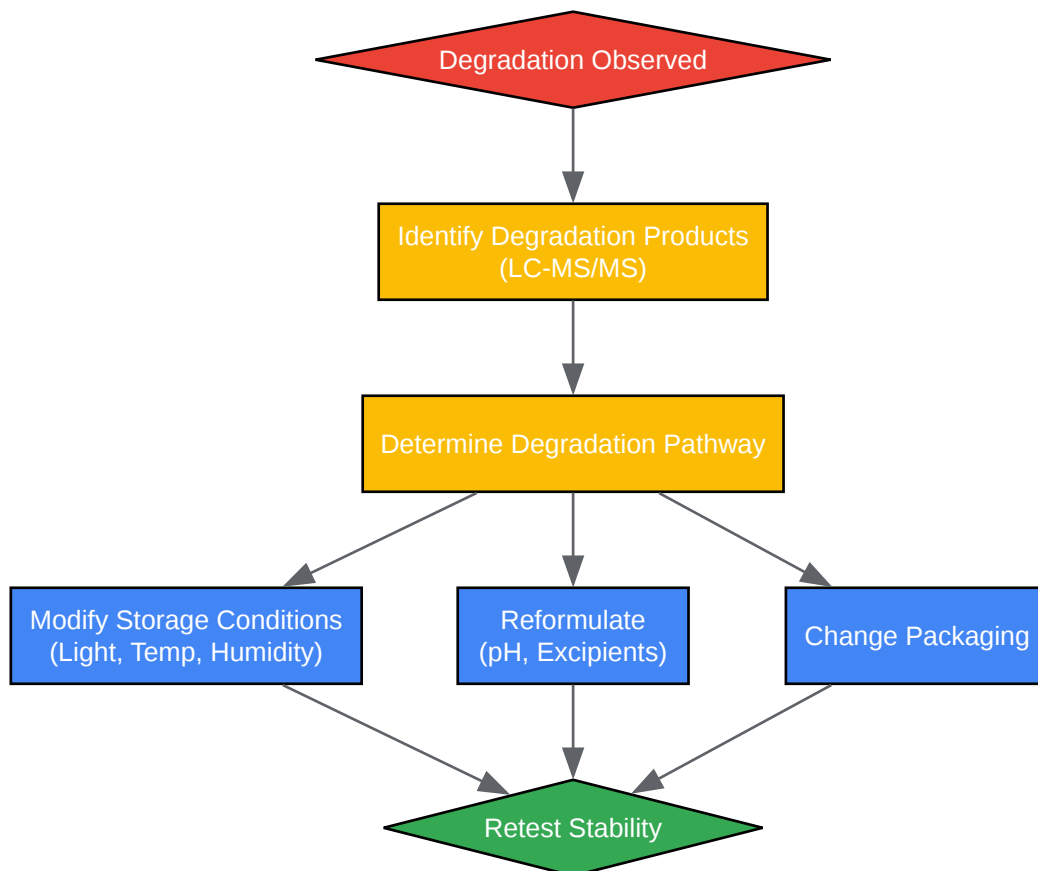 Degradation Observed
Identify Degradation Products
(LC-MS/MS)
Determine Degradation Pathway
Modify Storage Conditions
(Light, Temp, Humidity)
Reformulate
(pH, Excipients)
Change Packaging
Retest Stability